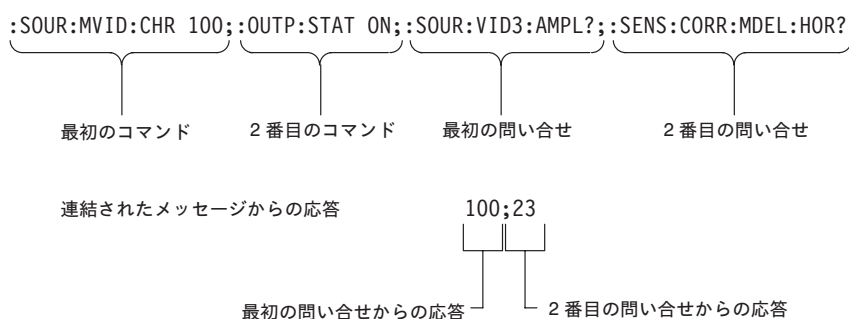 :SOUR:MVID:CHR 100;:OUTP:STAT ON;:SOUR:VID3:AMPL?;:SENS:CORR:MDEL:HOR?
最初のコマンド 2番目のコマンド 最初の問い合せ 2番目の問い合せ
連結されたメッセージからの応答 100;23
最初の問い合せからの応答 2番目の問い合せからの応答